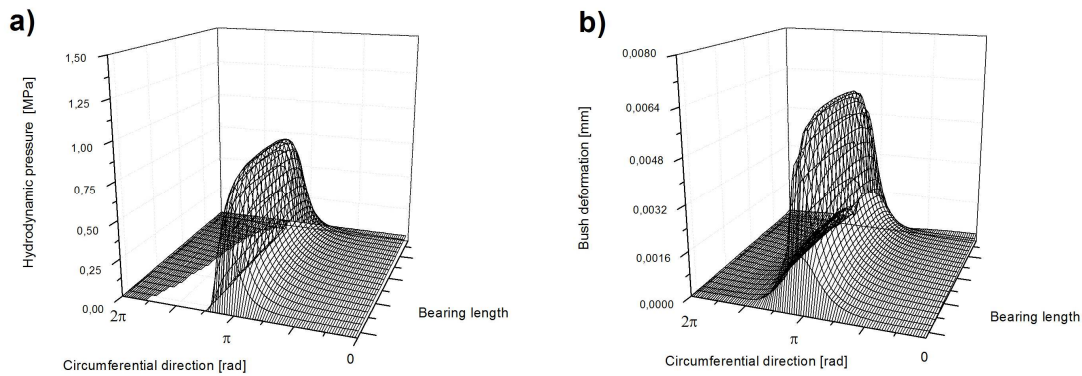 a)
Hydrodynamic pressure [MPa]
1,50
1,25
1,00
0,75
0,50
0,25
0,00
2π
π
0
Circumferential direction [rad]
Bearing length
b)
Bush deformation [mm]
0,0080
0,0064
0,0048
0,0032
0,0016
0,0000
2π
π
0
Circumferential direction [rad]
Bearing length